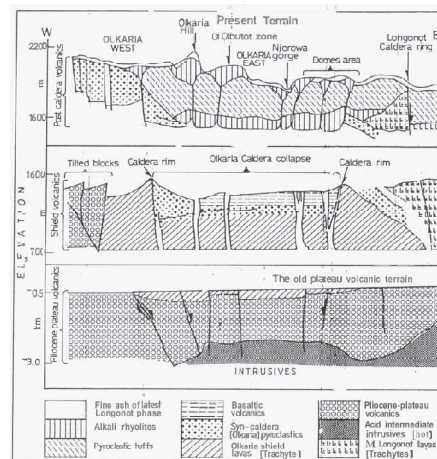 W
Present Terrain
E
2200
m
1600
Post caldera volcanics
OLKARIA WEST
Olkaria Hill
Ol Olbutot zone
OLKARIA EAST
Njorowa gorge
Domes area
Longonot Caldera ring
ELEVATION
1600
E
700
Shield volcanics
Tilted blocks
Caldera rim
Olkaria Caldera collapse
Caldera rim
km
-3.0
Pliocene plateau volcanics
The old plateau volcanic terrain
INTRUSIVES
Fine ash of latest
Longonot phase
Alkali rhyolites
Pyroclastic tuffs
Basaltic
volcanics
Syn-caldera
[Olkaria] pyroclastics
Olkaria shield
lavas [Trachyte]
Pliocene-plateau
volcanics
Acid intermediate
intrusives [hot]
Longonot lavas
[Trachytes]